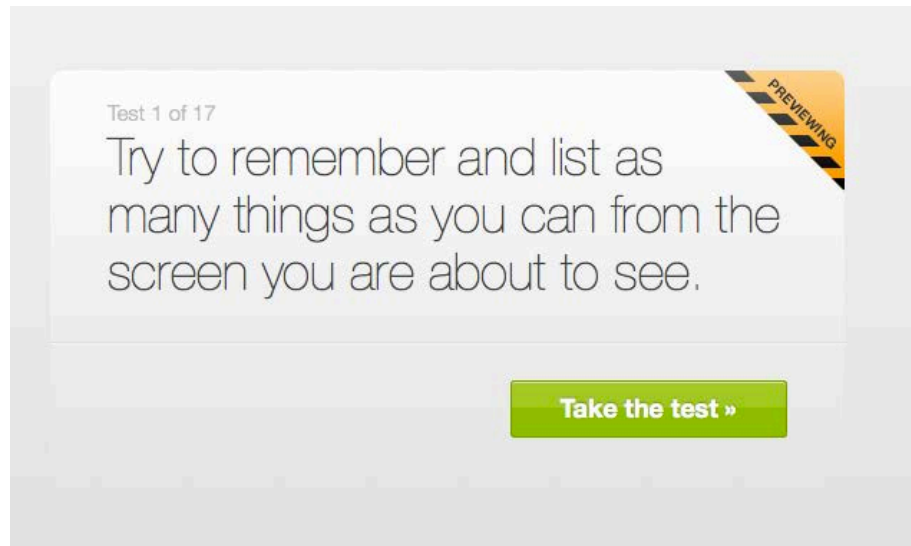 Test 1 of 17
PREVIEWING
Try to remember and list as
many things as you can from the
screen you are about to see.
Take the test »